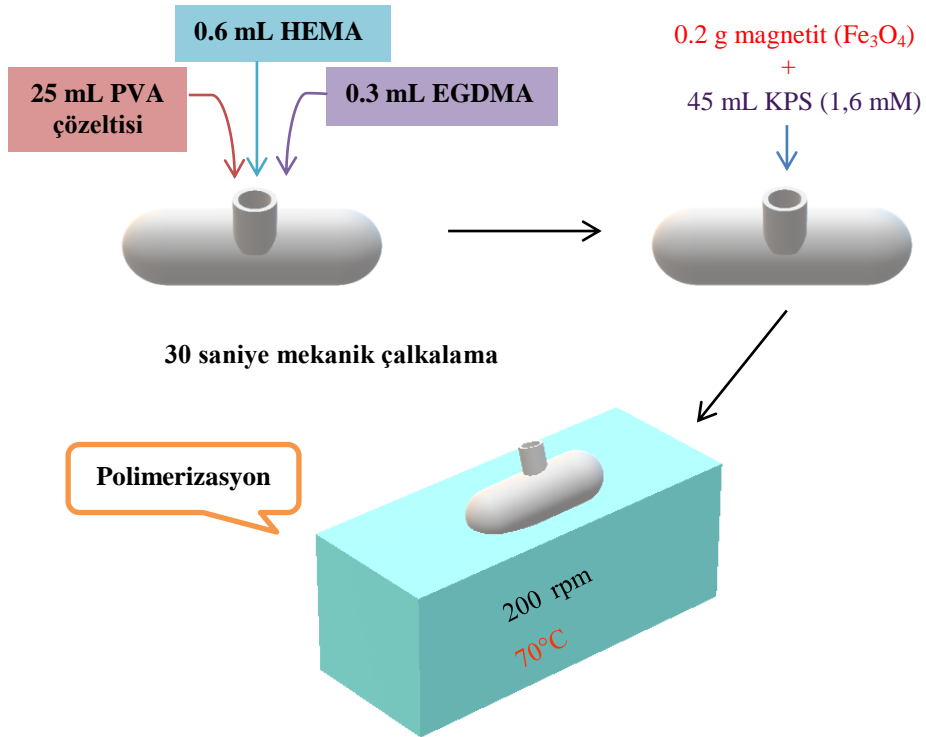 0.6 mL HEMA
25 mL PVA
çözeltisi
0.3 mL EGDMA
0.2 g magnetit (Fe₃O₄)
+
45 mL KPS (1,6 mM)
30 saniye mekanik çalkalama
Polimerizasyon
200 rpm
70°C